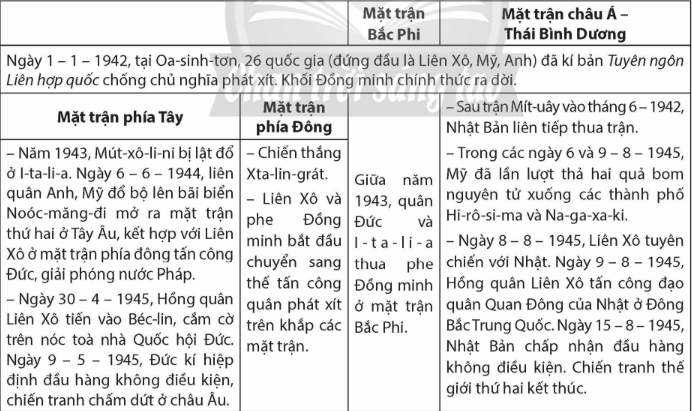 Mặt trận
Bắc Phi
Mặt trận châu Á –
Thái Bình Dương
Ngày 1 – 1 – 1942, tại Oa-sinh-tơn, 26 quốc gia (đứng đầu là Liên Xô, Mỹ, Anh) đã kí bản Tuyên ngôn
Liên hợp quốc chống chủ nghĩa phát xít. Khối Đồng minh chính thức ra đời.
Mặt trận phía Tây
– Năm 1943, Mút-xô-li-ni bị lật đổ
ở I-ta-li-a. Ngày 6 – 6 – 1944, liên
quân Anh, Mỹ đổ bộ lên bãi biển
Noóc-măng-đi mở ra mặt trận
thứ hai ở Tây Âu, kết hợp với Liên
Xô ở mặt trận phía đông tấn công
Đức, giải phóng nước Pháp.
– Ngày 30 – 4 – 1945, Hồng quân
Liên Xô tiến vào Béc-lin, cắm cờ
trên nóc toà nhà Quốc hội Đức.
Ngày 9 – 5 – 1945, Đức kí hiệp
định đầu hàng không điều kiện,
chiến tranh chấm dứt ở châu Âu.
Mặt trận
phía Đông
– Chiến thắng
Xta-lin-grát.
– Liên Xô và
phe Đồng
minh bắt đầu
chuyển sang
thế tấn công
quân phát xít
trên khắp các
mặt trận.
Giữa năm
1943, quân
Đức và
I-ta-li-a
thua phe
Đồng minh
ở mặt trận
Bắc Phi.
– Sau trận Mít-uây vào tháng 6 – 1942,
Nhật Bản liên tiếp thua trận.
– Trong các ngày 6 và 9 – 8 – 1945,
Mỹ đã lần lượt thả hai quả bom
nguyên tử xuống các thành phố
Hi-rô-si-ma và Na-ga-xa-ki.
– Ngày 8 – 8 – 1945, Liên Xô tuyên
chiến với Nhật. Ngày 9 – 8 – 1945,
Hồng quân Liên Xô tấn công đạo
quân Quan Đông của Nhật ở Đông
Bắc Trung Quốc. Ngày 15 – 8 – 1945,
Nhật Bản chấp nhận đầu hàng
không điều kiện. Chiến tranh thế
giới thứ hai kết thúc.
Chân trời sáng tạo